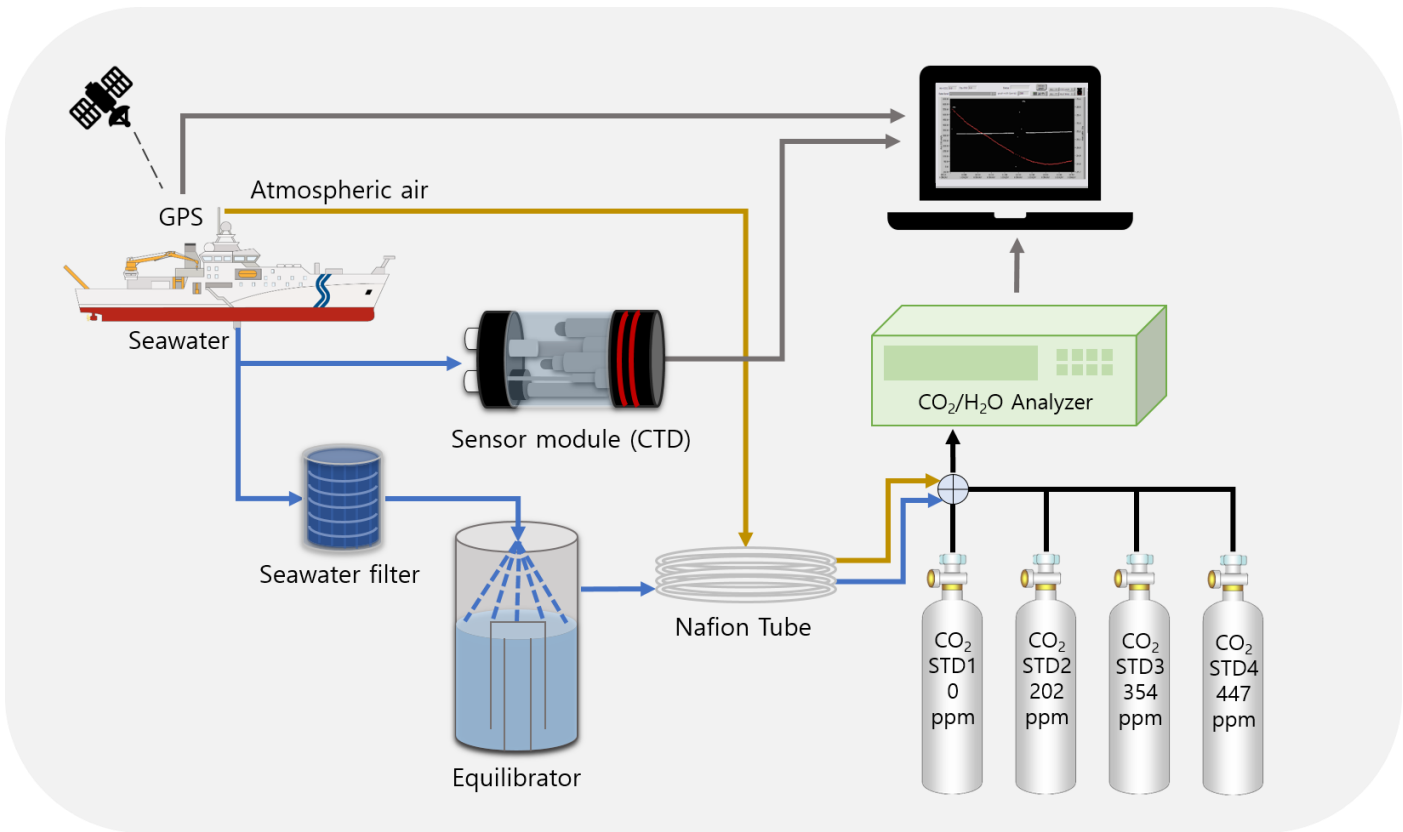 Atmospheric air
GPS
Seawater
Sensor module (CTD)
CO₂/H₂O Analyzer
Seawater filter
Nafion Tube
Equilibrator
CO₂
STD1
0
ppm
CO₂
STD2
202
ppm
CO₂
STD3
354
ppm
CO₂
STD4
447
ppm